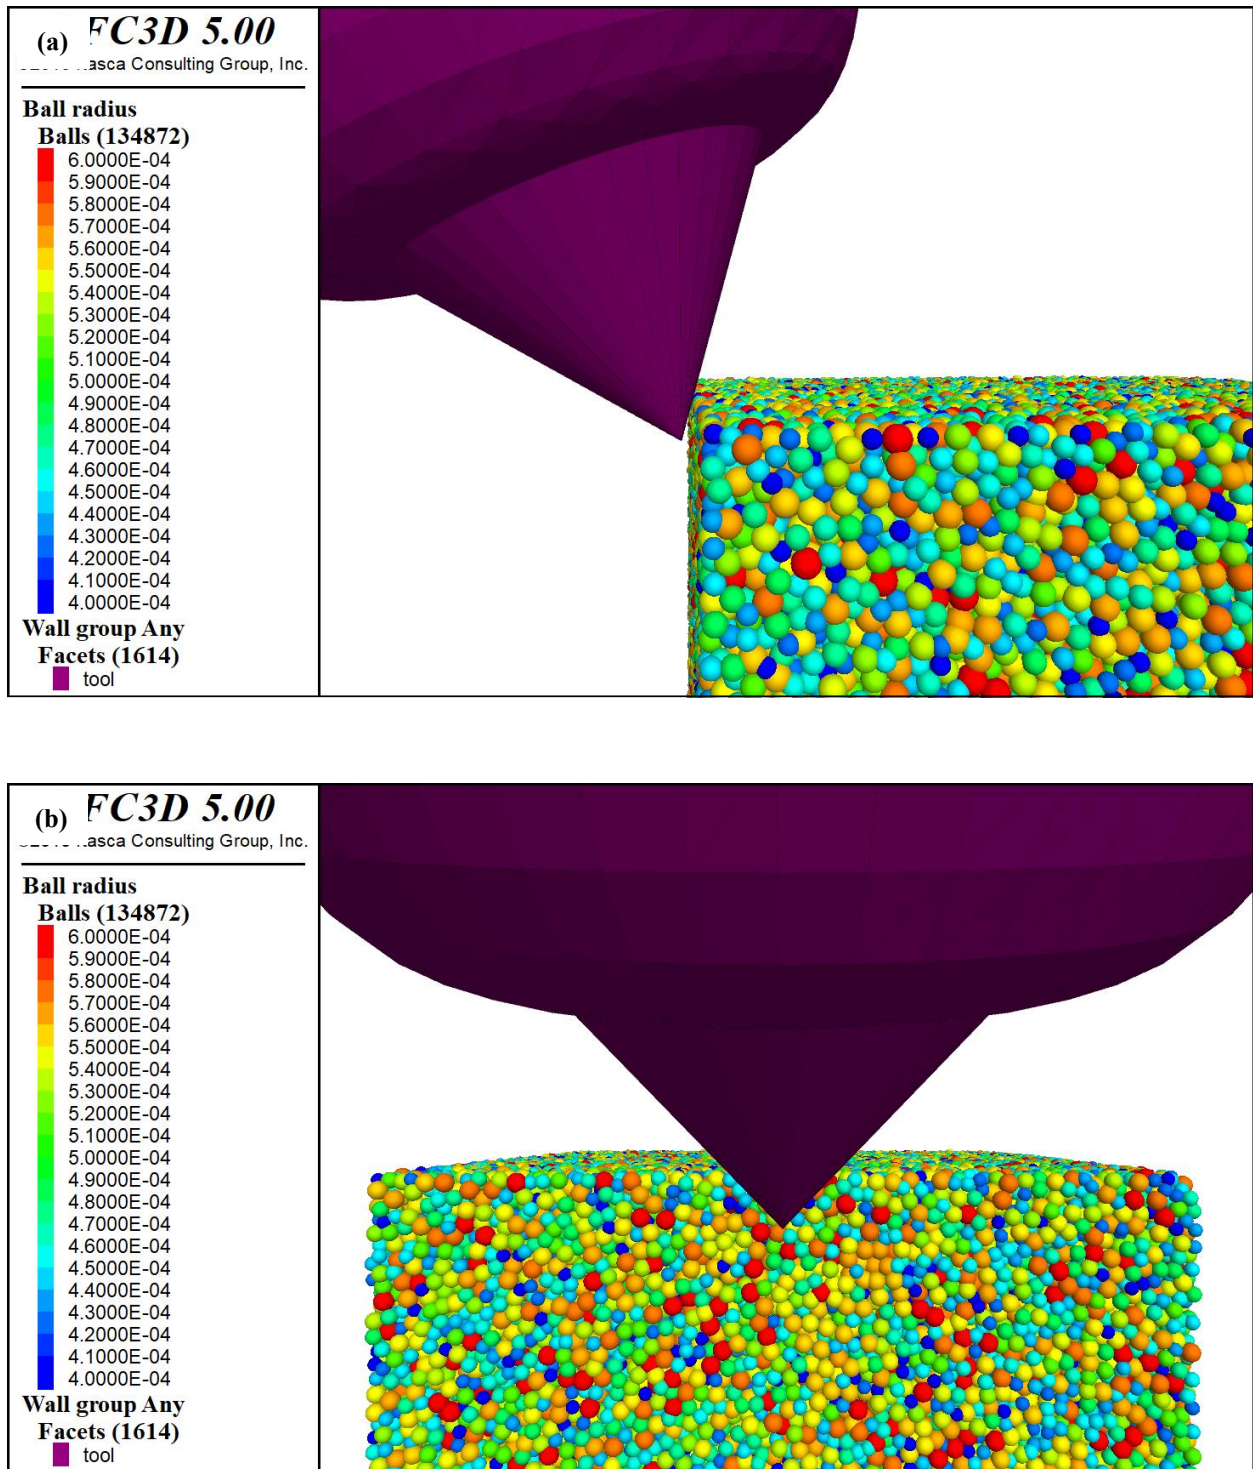 (a)
FC3D 5.00
asca Consulting Group, Inc.
Ball radius
Balls (134872)
6.0000E-04
5.9000E-04
5.8000E-04
5.7000E-04
5.6000E-04
5.5000E-04
5.4000E-04
5.3000E-04
5.2000E-04
5.1000E-04
5.0000E-04
4.9000E-04
4.8000E-04
4.7000E-04
4.6000E-04
4.5000E-04
4.4000E-04
4.3000E-04
4.2000E-04
4.1000E-04
4.0000E-04
Wall group Any
Facets (1614)
tool
(b)
FC3D 5.00
asca Consulting Group, Inc.
Ball radius
Balls (134872)
6.0000E-04
5.9000E-04
5.8000E-04
5.7000E-04
5.6000E-04
5.5000E-04
5.4000E-04
5.3000E-04
5.2000E-04
5.1000E-04
5.0000E-04
4.9000E-04
4.8000E-04
4.7000E-04
4.6000E-04
4.5000E-04
4.4000E-04
4.3000E-04
4.2000E-04
4.1000E-04
4.0000E-04
Wall group Any
Facets (1614)
tool